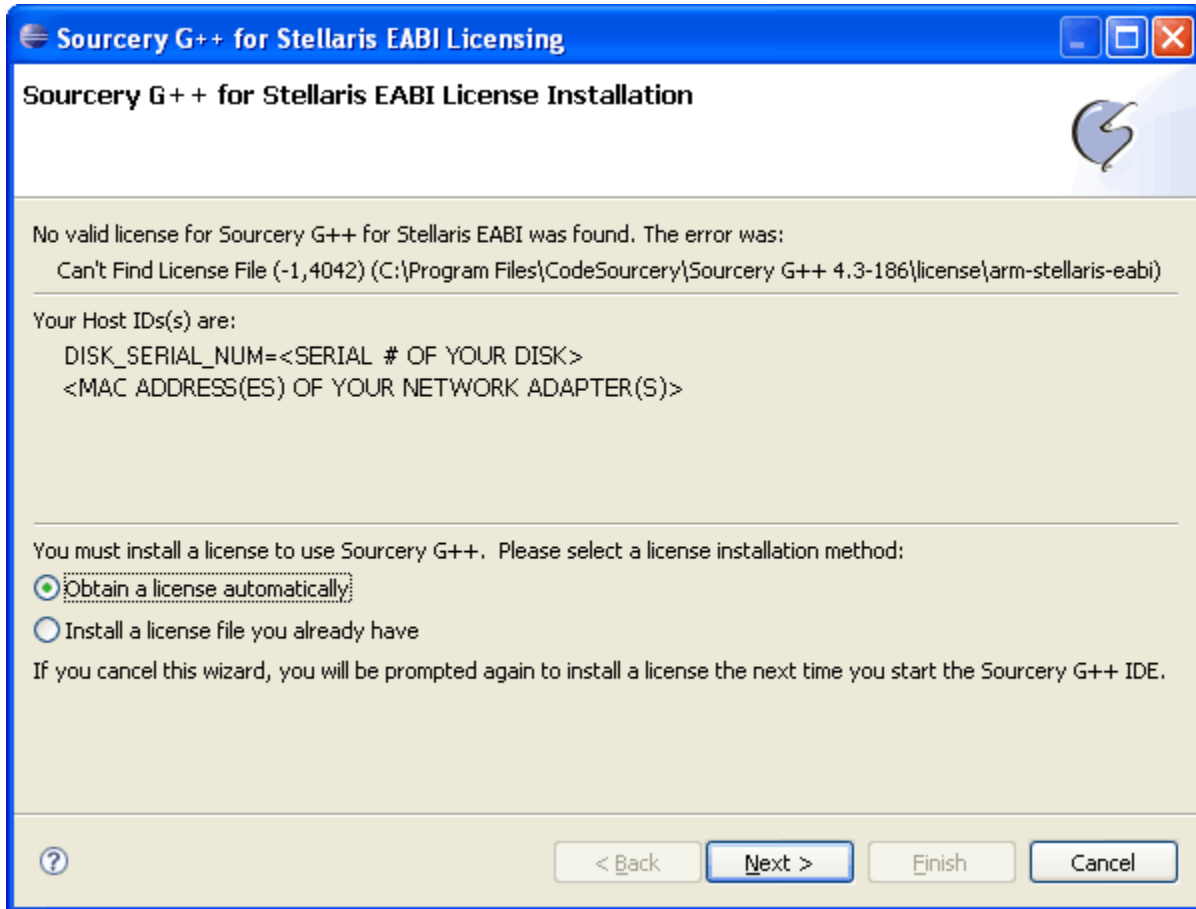 Sourcery G++ for Stellaris EABI Licensing
Sourcery G++ for Stellaris EABI License Installation
No valid license for Sourcery G++ for Stellaris EABI was found. The error was:
Can't Find License File (-1,4042) (C:\Program Files\CodeSourcery\Sourcery G++ 4.3-186\license\arm-stellaris-eabi)
Your Host IDs(s) are:
DISK_SERIAL_NUM=<SERIAL # OF YOUR DISK>
<MAC ADDRESS(ES) OF YOUR NETWORK ADAPTER(S)>
You must install a license to use Sourcery G++. Please select a license installation method:
Obtain a license automatically
Install a license file you already have
If you cancel this wizard, you will be prompted again to install a license the next time you start the Sourcery G++ IDE.
? < Back Next > Finish Cancel